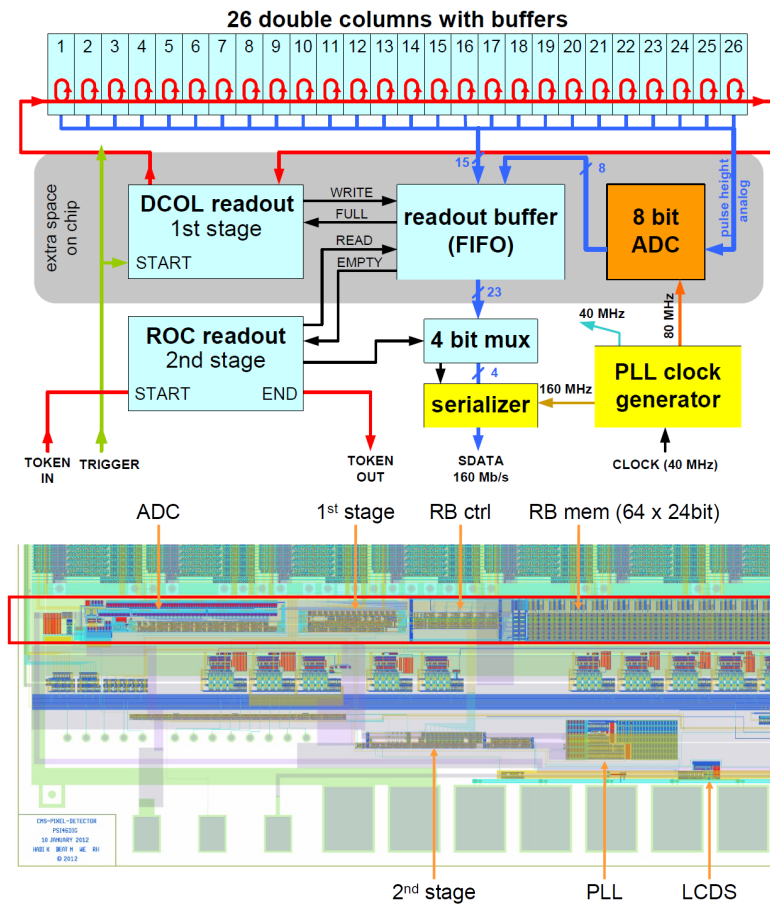 26 double columns with buffers
1 2 3 4 5 6 7 8 9 10 11 12 13 14 15 16 17 18 19 20 21 22 23 24 25 26
extra space
on chip
DCOL readout
1st stage
START
WRITE
FULL
READ
EMPTY
15
readout buffer
(FIFO)
8
8 bit
ADC
pulse height
analog
23
ROC readout
2nd stage
START
END
4 bit mux
4
serializer
40 MHz
80 MHz
160 MHz
PLL clock
generator
TOKEN
IN
TRIGGER
TOKEN
OUT
SDATA
160 Mb/s
CLOCK (40 MHz)
ADC
1st stage
RB ctrl
RB mem (64 x 24bit)
CMS-PIXEL-DETECTOR
PSI46DIG
10 JANUARY 2012
© 2012
2nd stage
PLL
LCDS